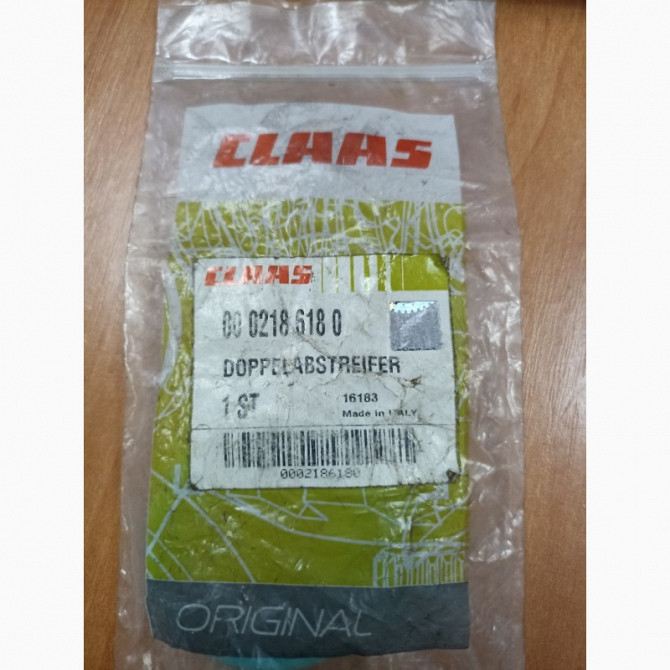 CLAAS
CLAAS
00 0218 618 0
DOPPELABSTREIFER
1 ST
16183
Made in ITALY
0002186180
ORIGINAL